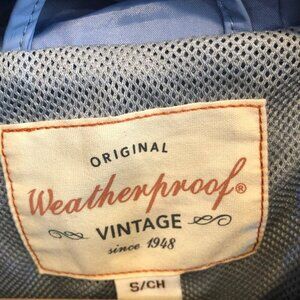 ORIGINAL
Weatherproof®
VINTAGE
since 1948
S/CH